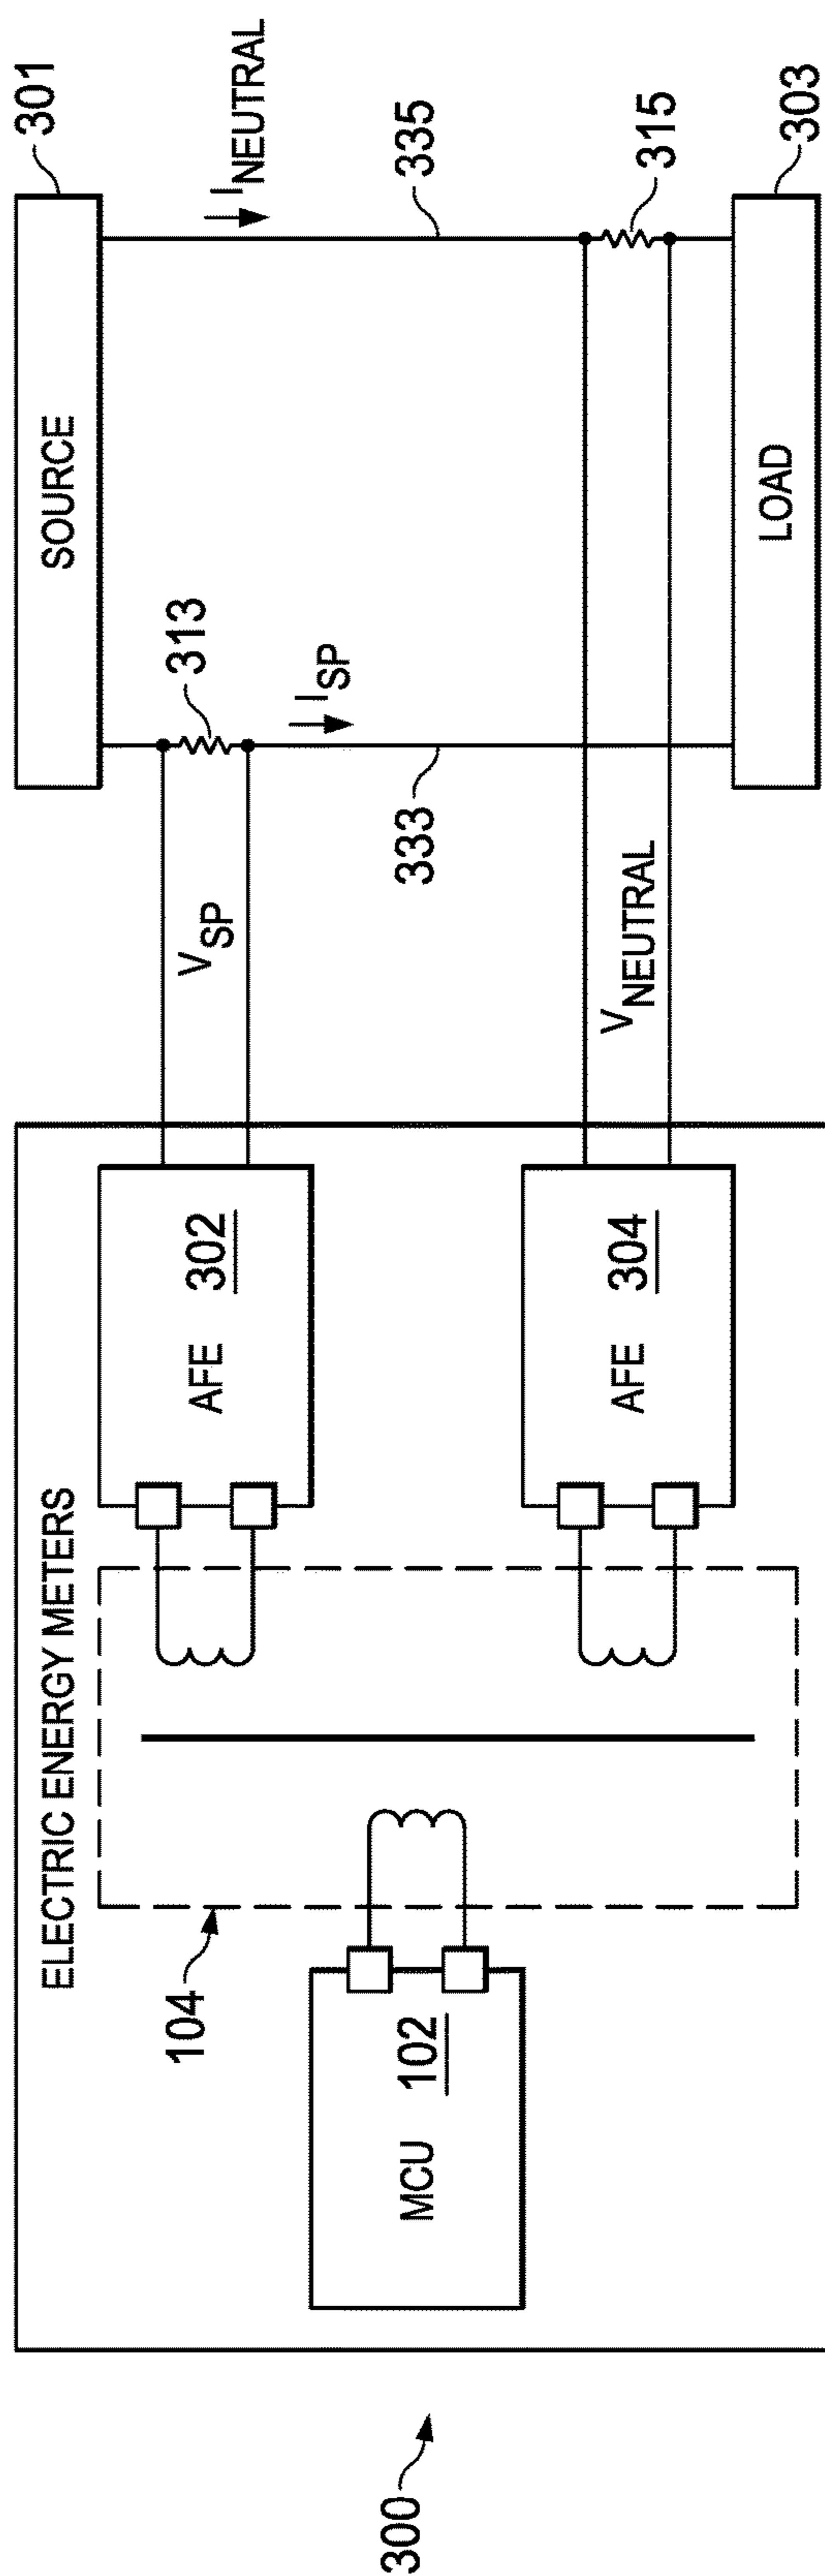 300
ELECTRIC ENERGY METERS
104
MCU 102
AFE 302
AFE 304
V_SP
V_NEUTRAL
SOURCE
301
313
I_SP
333
I_NEUTRAL
335
315
LOAD
303